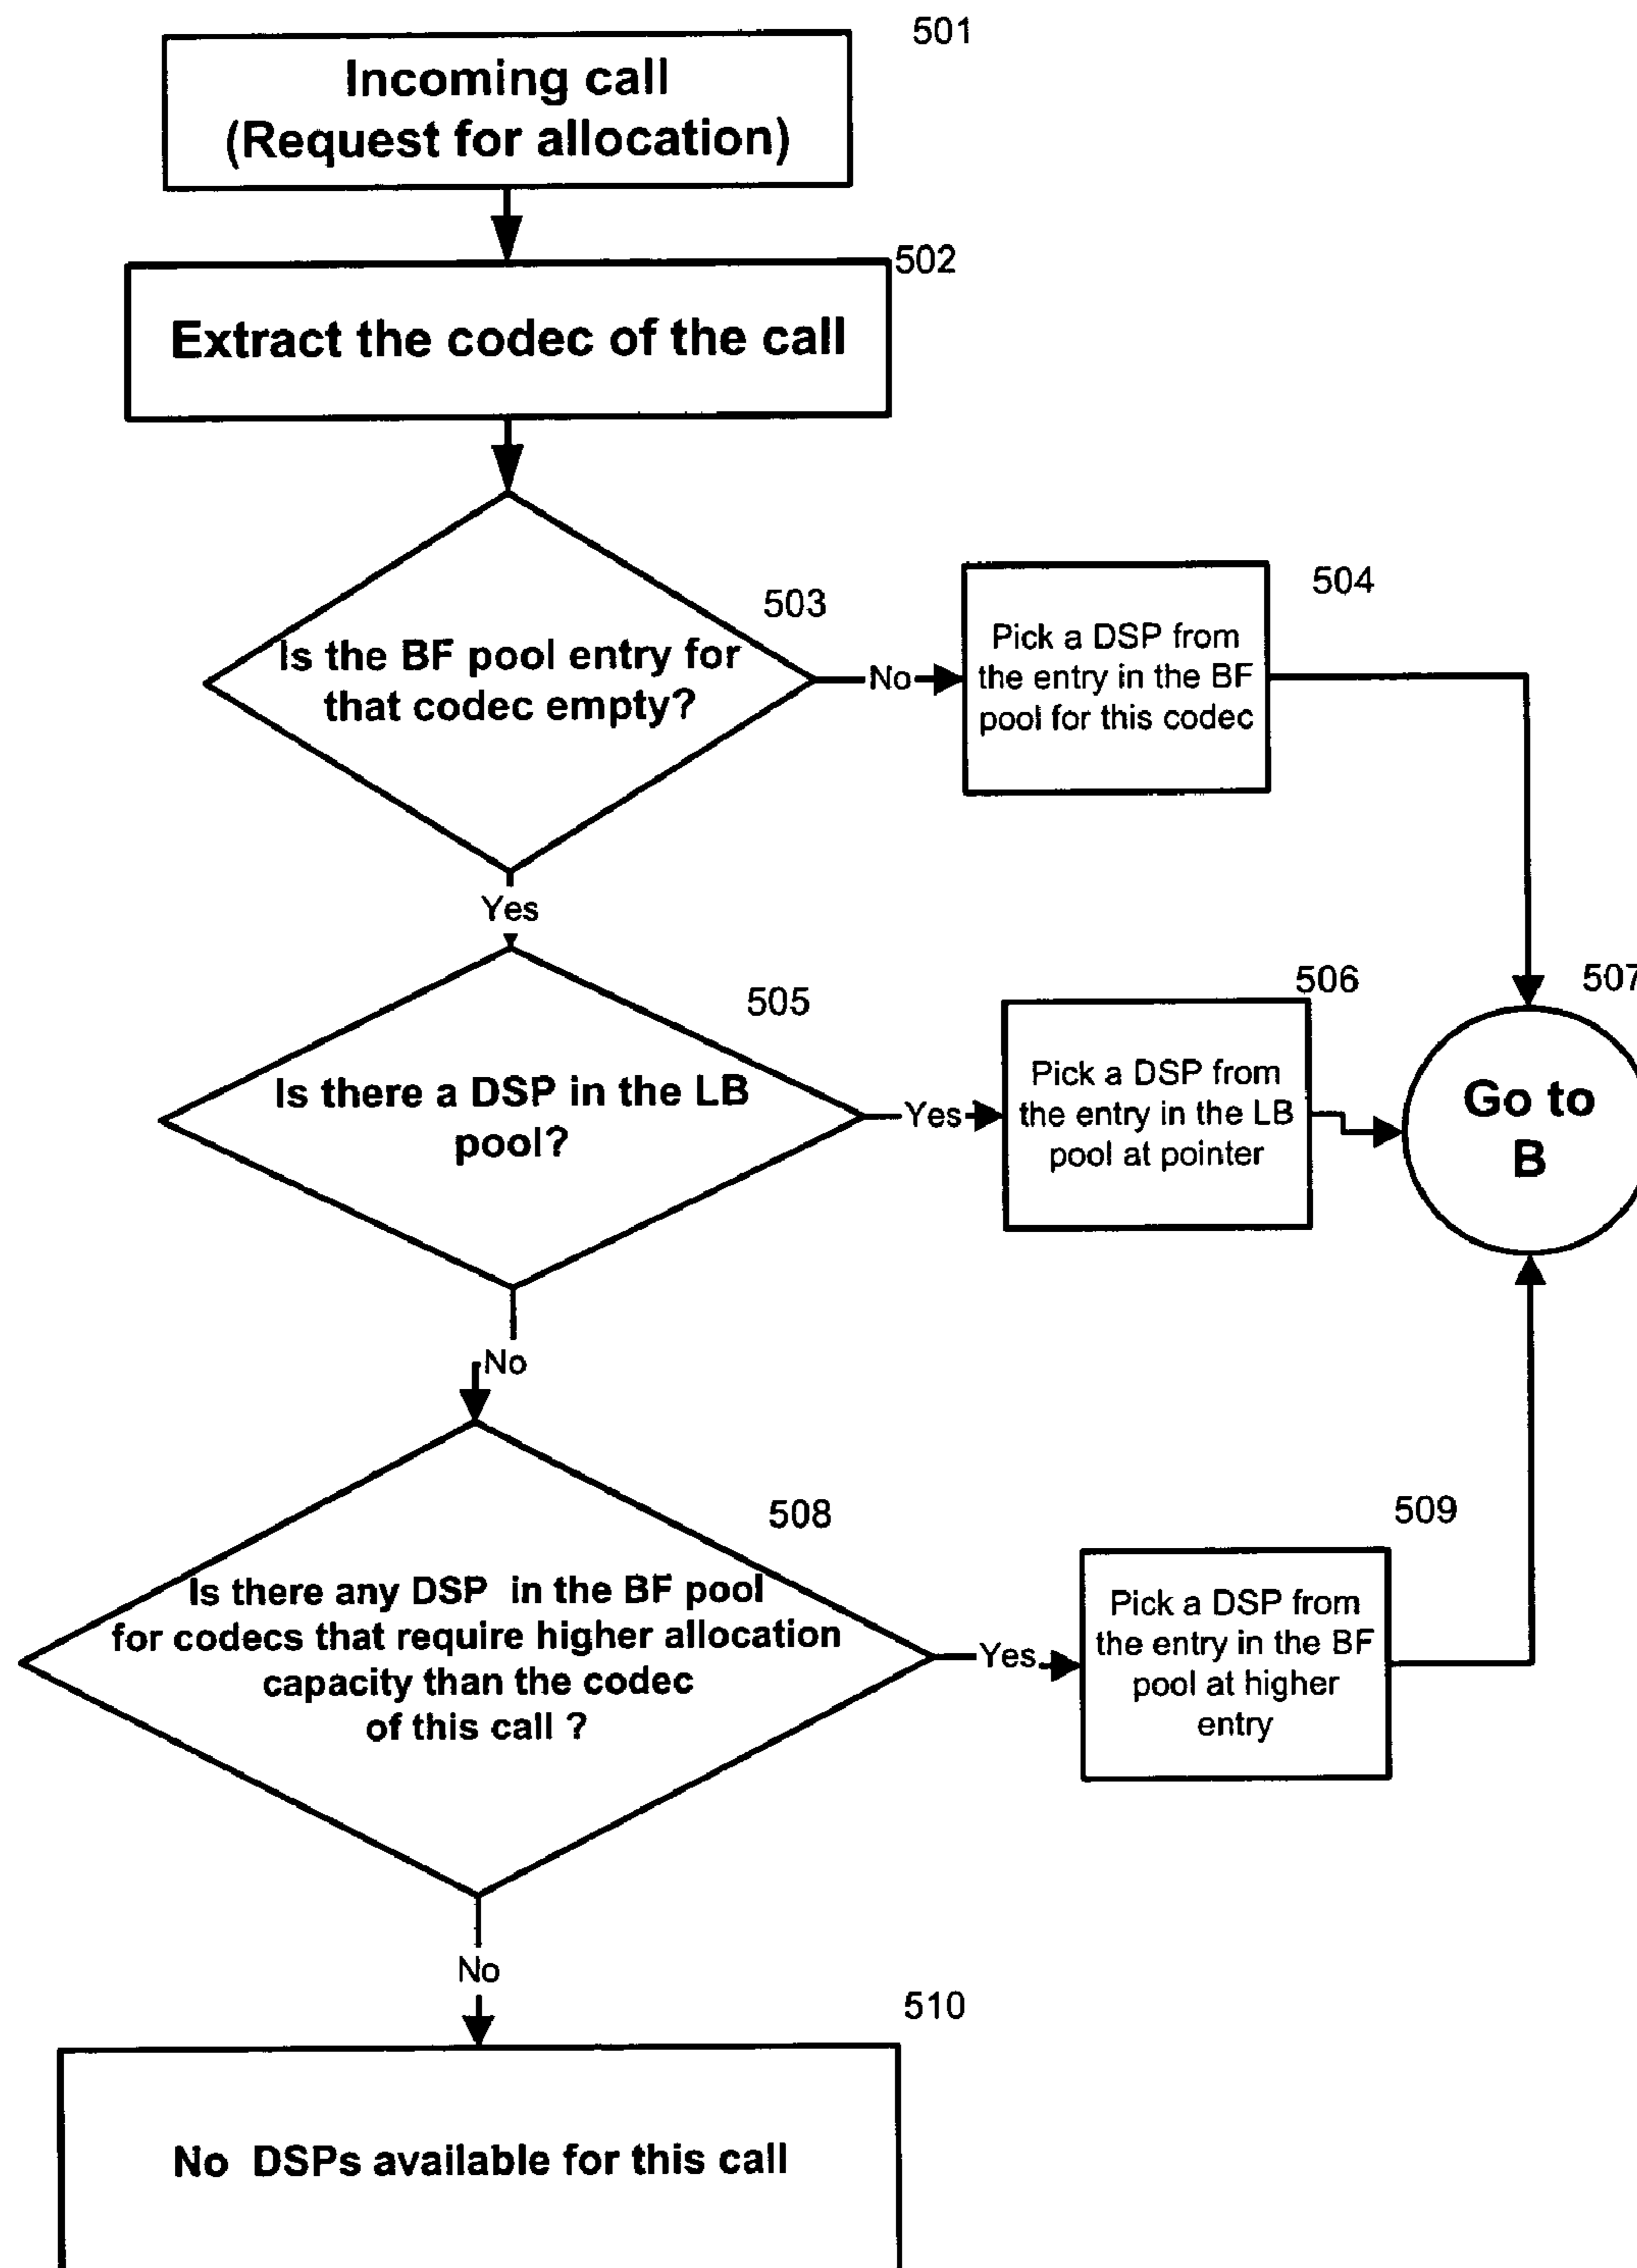 501
Incoming call
(Request for allocation)
502
Extract the codec of the call
503
Is the BF pool entry for
that codec empty?
No
504
Pick a DSP from
the entry in the BF
pool for this codec
Yes
505
Is there a DSP in the LB
pool?
Yes
506
Pick a DSP from
the entry in the LB
pool at pointer
507
Go to
B
No
508
Is there any DSP in the BF pool
for codecs that require higher allocation
capacity than the codec
of this call ?
Yes
509
Pick a DSP from
the entry in the BF
pool at higher
entry
No
510
No DSPs available for this call